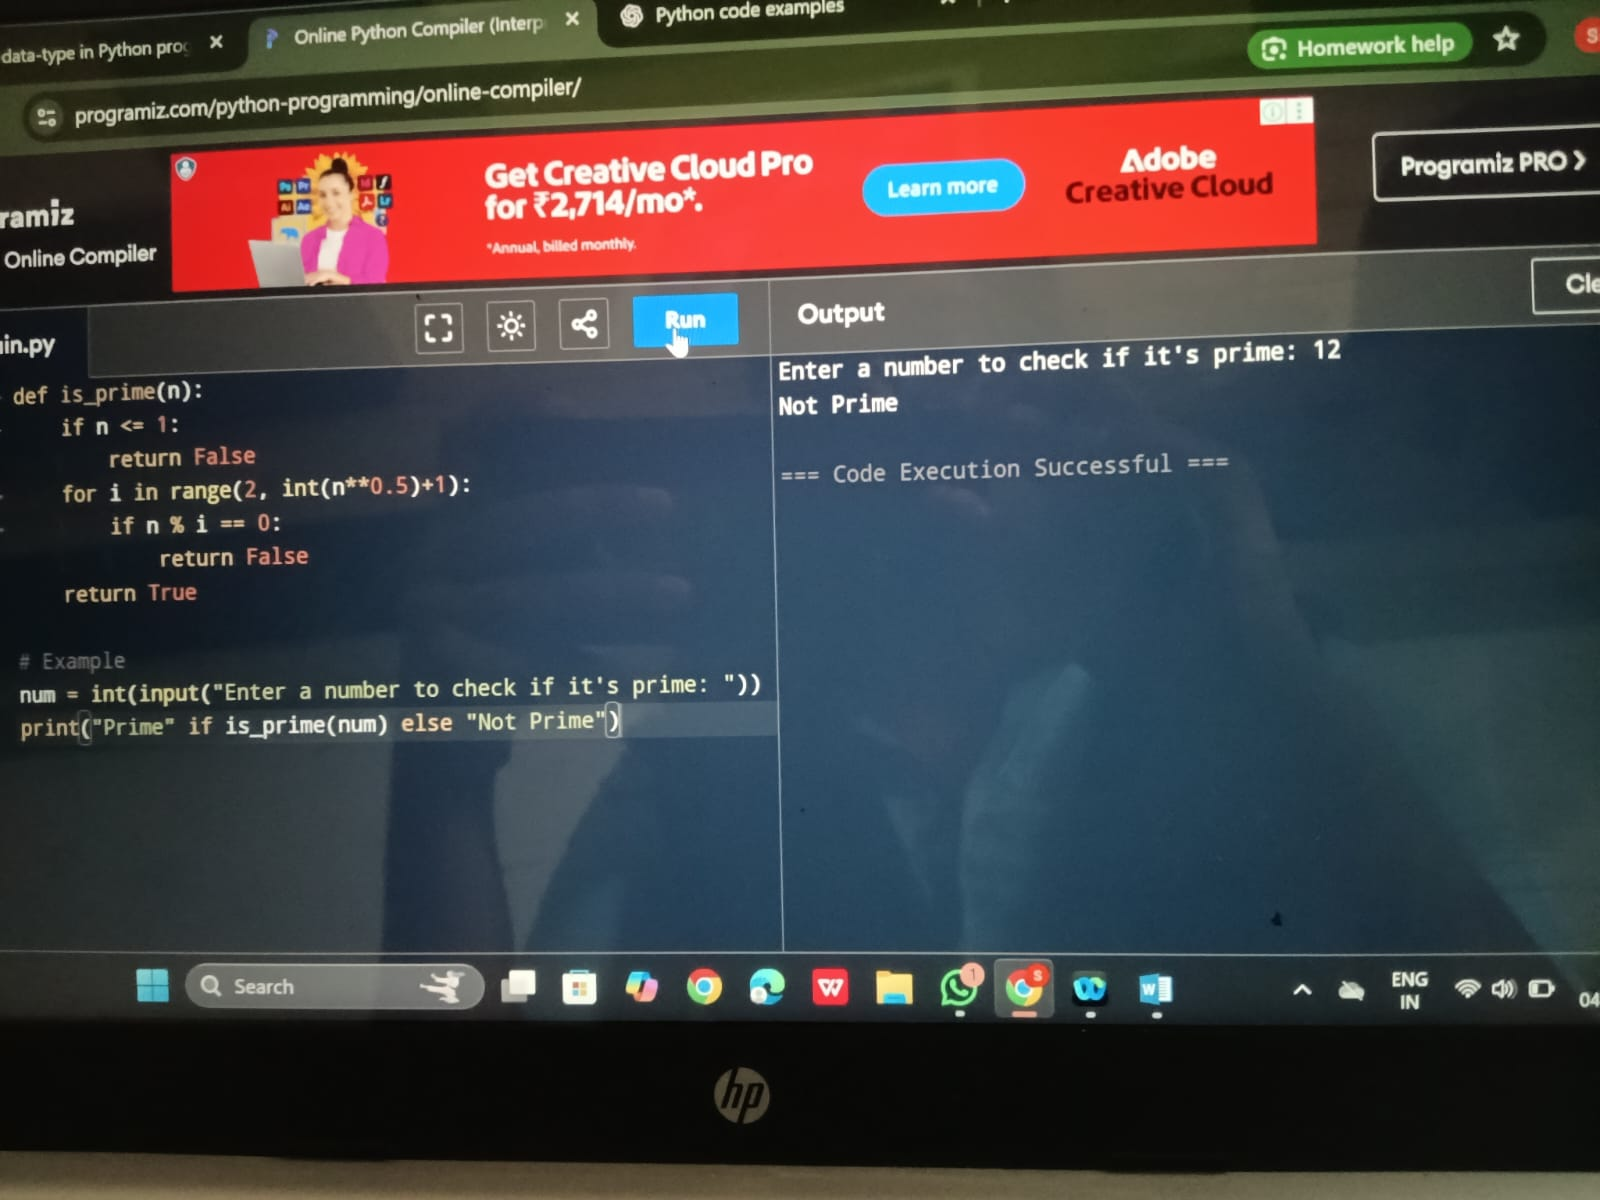 data-type in Python pro
Online Python Compiler (Interp
Python code examples
programiz.com/python-programming/online-compiler/
Homework help
S
Get Creative Cloud Pro
for ₹2,714/mo*.
*Annual, billed monthly.
Learn more
Adobe
Creative Cloud
Programiz PRO
ramiz
Online Compiler
in.py
Run
Output
Cle
def is_prime(n):
if n <= 1:
return False
for i in range(2, int(n**0.5)+1):
if n % i == 0:
return False
return True
# Example
num = int(input("Enter a number to check if it's prime: "))
print("Prime" if is_prime(num) else "Not Prime")
Enter a number to check if it's prime: 12
Not Prime
=== Code Execution Successful ===
Search
1
S
W
W
ENG
IN
04
hp